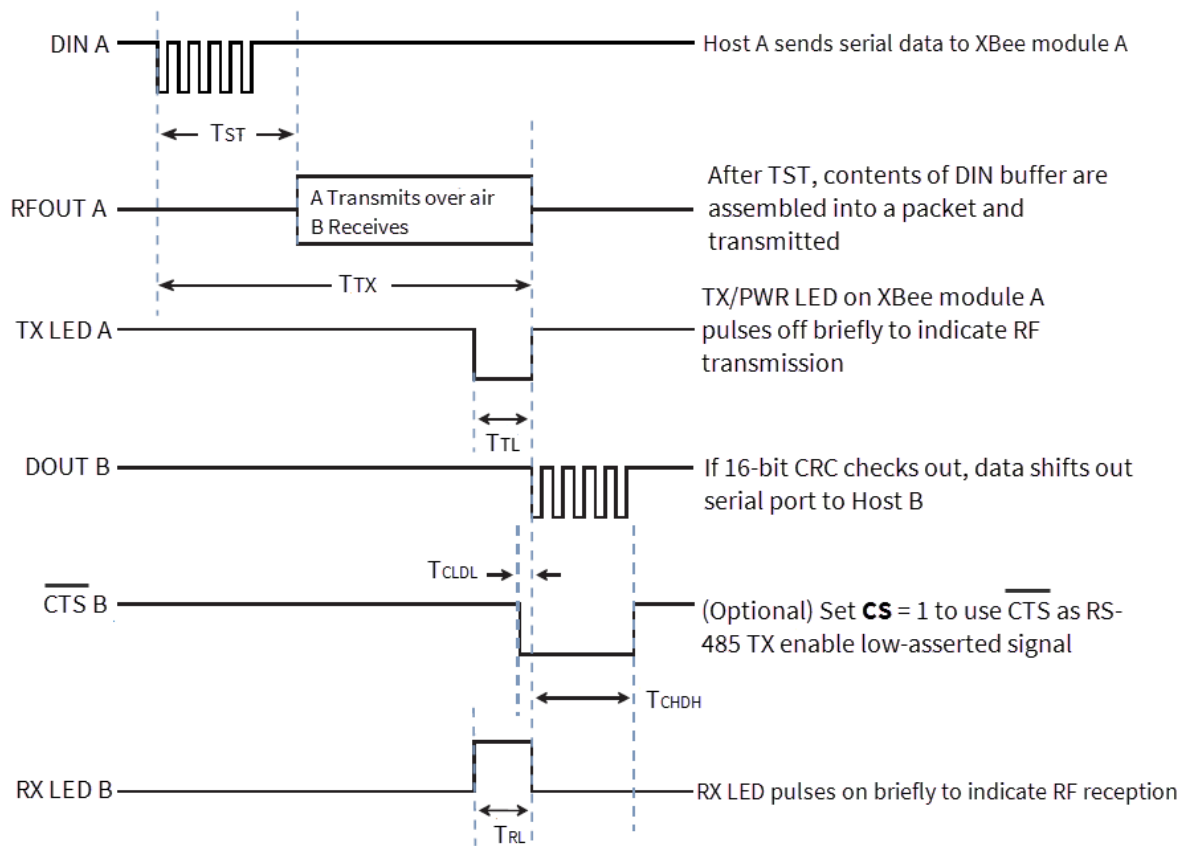 DIN A
Host A sends serial data to XBee module A
TST
RFOUT A
A Transmits over air
B Receives
After TST, contents of DIN buffer are
assembled into a packet and
transmitted
TTX
TX LED A
TX/PWR LED on XBee module A
pulses off briefly to indicate RF
transmission
TTL
DOUT B
If 16-bit CRC checks out, data shifts out
serial port to Host B
TCLDL
CTS B
(Optional) Set CS = 1 to use CTS as RS-
485 TX enable low-asserted signal
TCHDH
RX LED B
RX LED pulses on briefly to indicate RF reception
TRL